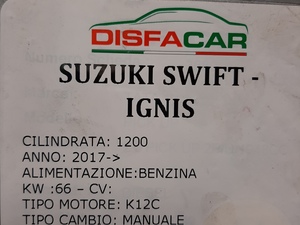 DISFACAR
SUZUKI SWIFT -
IGNIS
CILINDRATA: 1200
ANNO: 2017->
ALIMENTAZIONE:BENZINA
KW :66 – CV:
TIPO MOTORE: K12C
TIPO CAMBIO: MANUALE